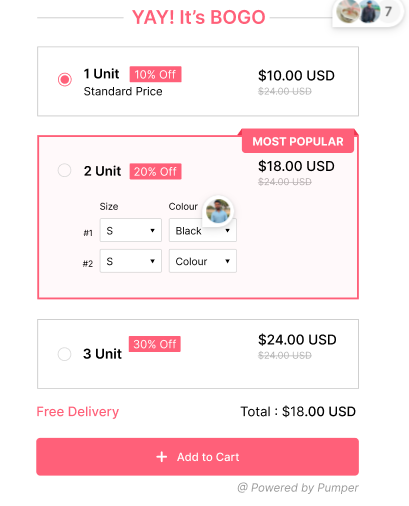 YAY! It's BOGO
7
1 Unit 10% Off $10.00 USD
Standard Price $24.00 USD
MOST POPULAR
2 Unit 20% Off $18.00 USD
$24.00 USD
Size Colour
#1 S Black
#2 S Colour
3 Unit 30% Off $24.00 USD
$24.00 USD
Free Delivery Total : $18.00 USD
+ Add to Cart
@ Powered by Pumper